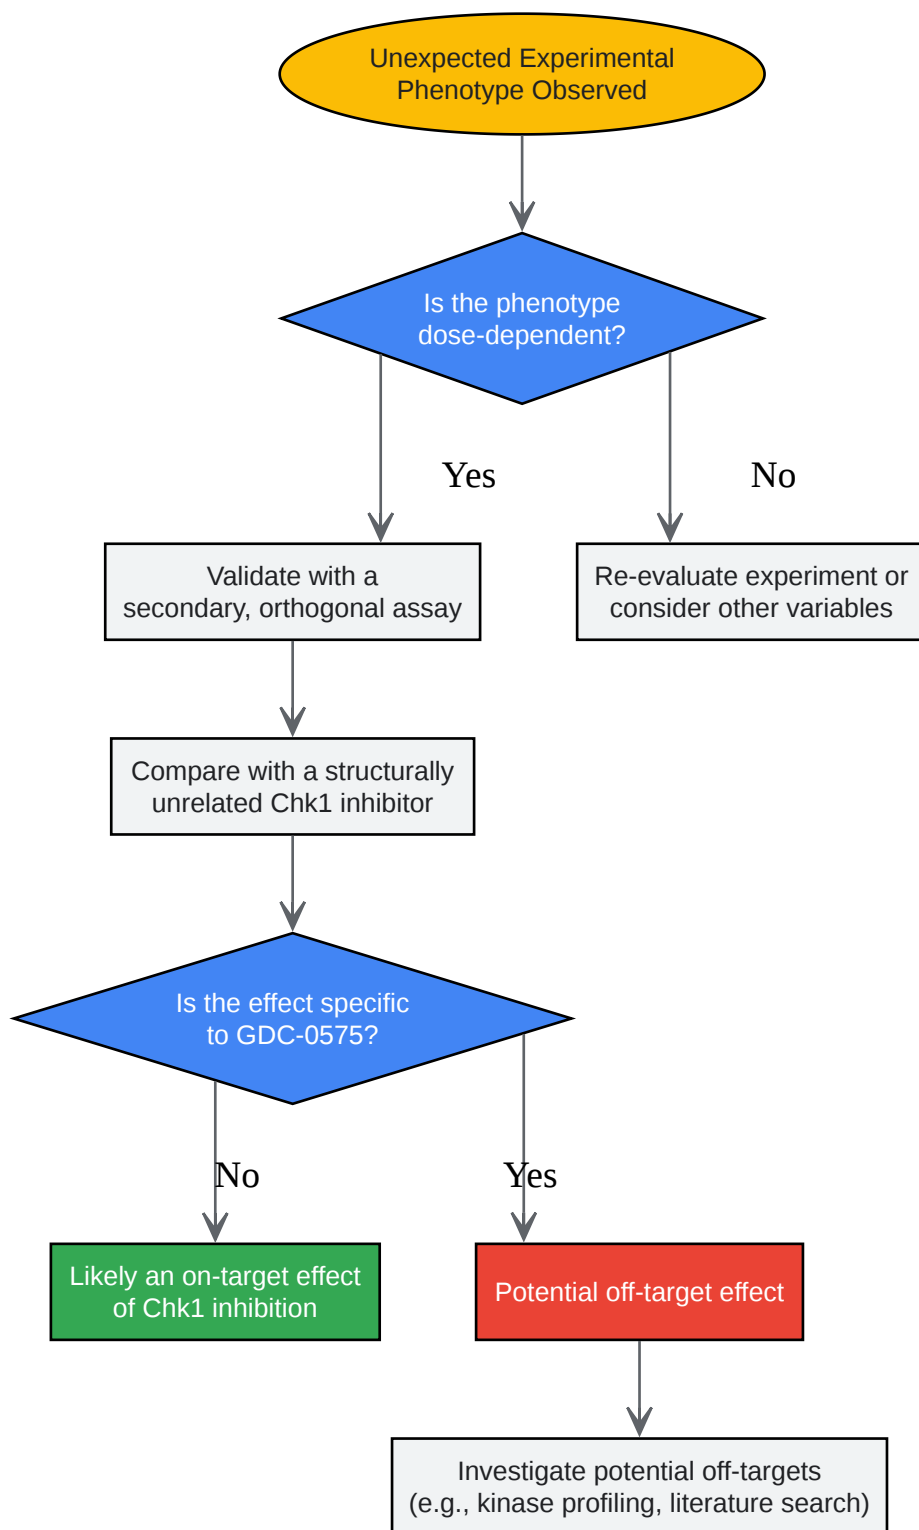 Unexpected Experimental
Phenotype Observed
Is the phenotype
dose-dependent?
Yes
No
Validate with a
secondary, orthogonal assay
Re-evaluate experiment or
consider other variables
Compare with a structurally
unrelated Chk1 inhibitor
Is the effect specific
to GDC-0575?
No
Yes
Likely an on-target effect
of Chk1 inhibition
Potential off-target effect
Investigate potential off-targets
(e.g., kinase profiling, literature search)